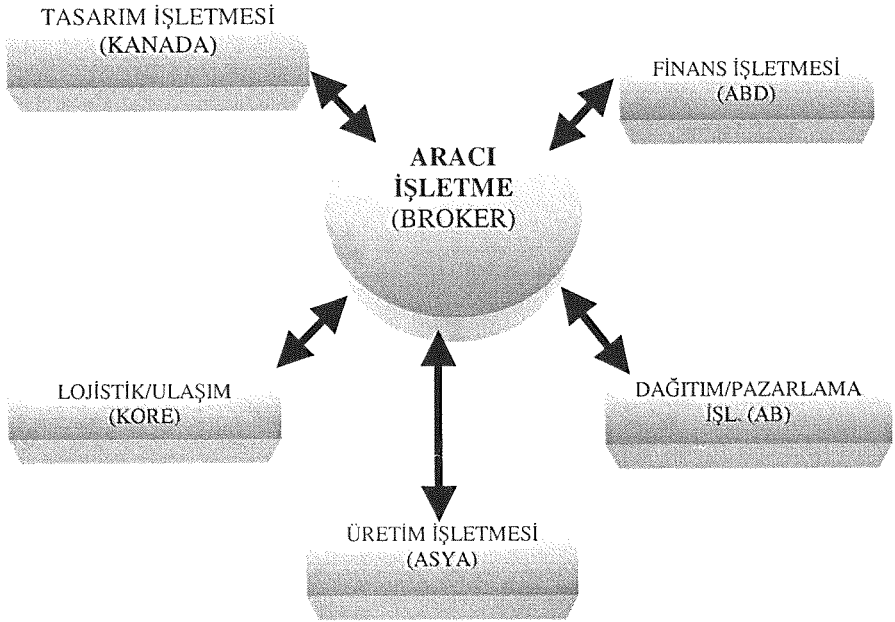 TASARIM İŞLETMESİ
(KANADA)
FİNANS İŞLETMESİ
(ABD)
ARACI
İŞLETME
(BROKER)
LOJİSTİK/ULAŞIM
(KORE)
DAĞITIM/PAZARLAMA
İŞL. (AB)
ÜRETİM İŞLETMESİ
(ASYA)